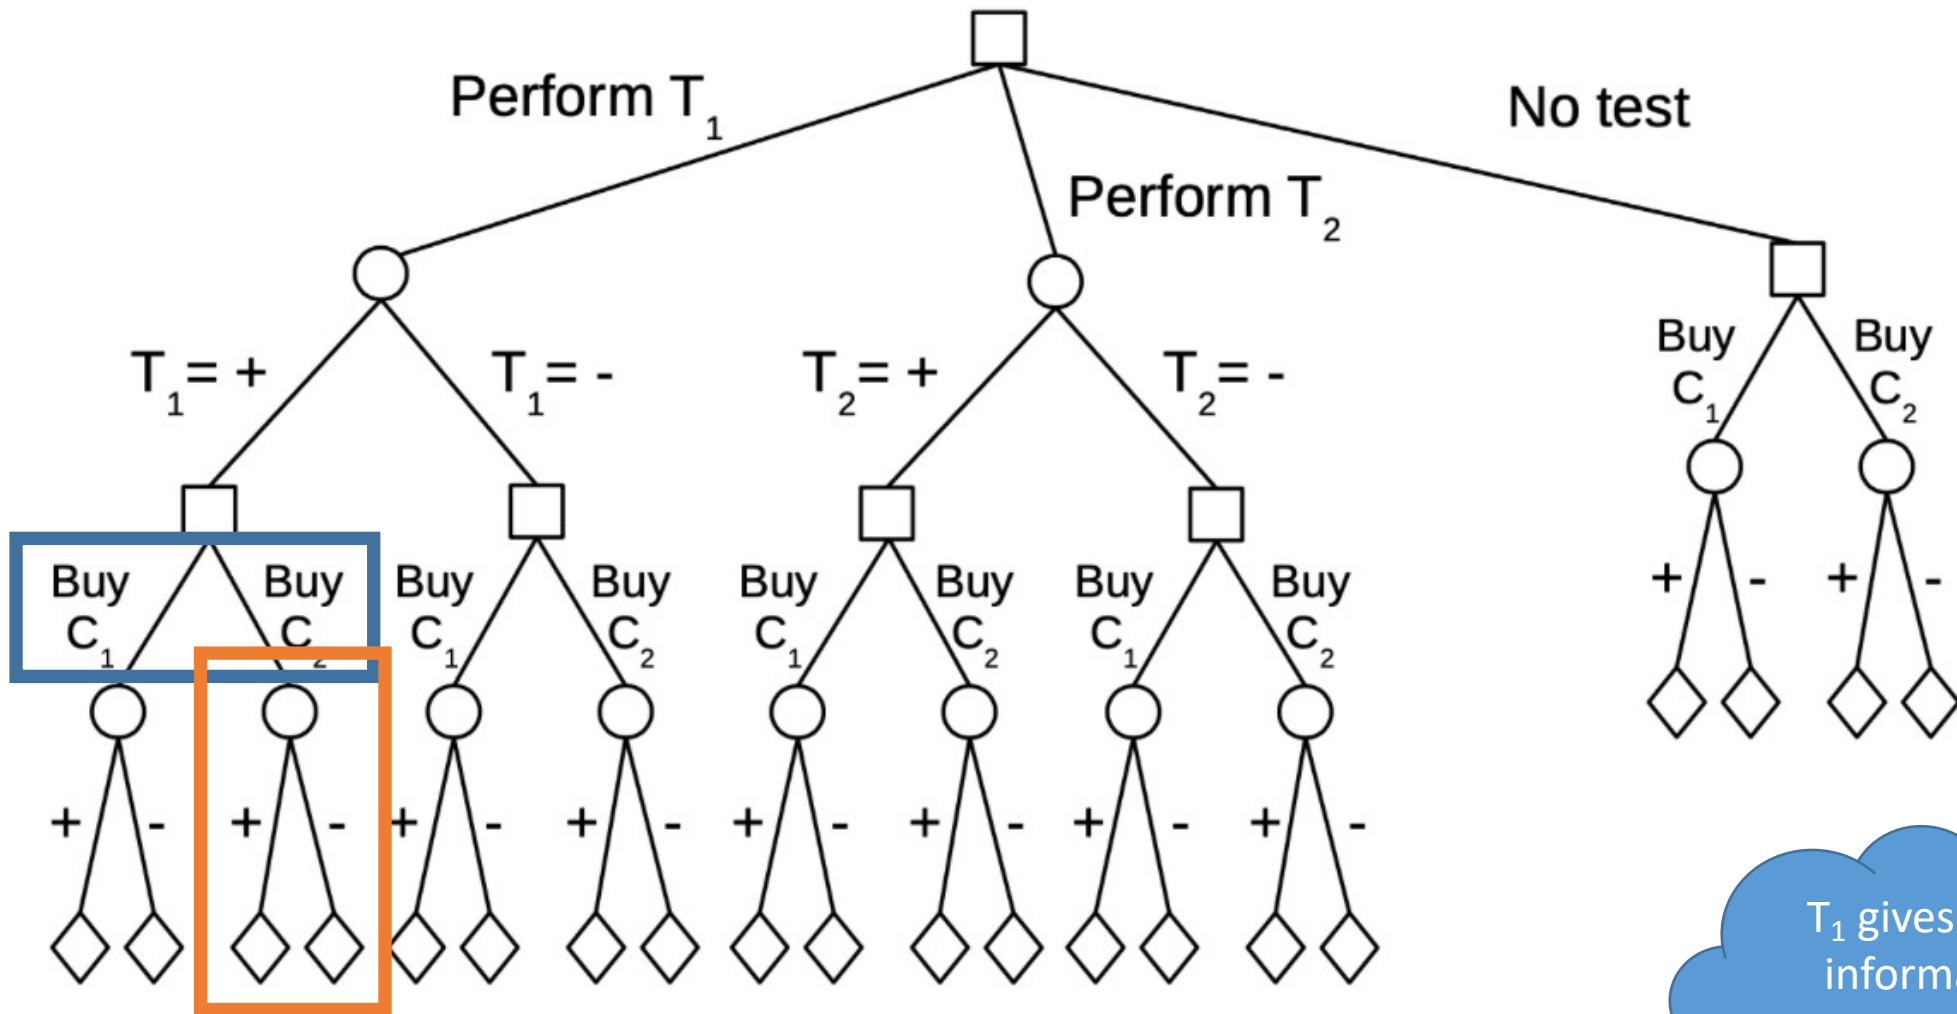 Perform T1
No test
Perform T2
T1= +
T1= -
T2= +
T2= -
Buy
C1
Buy
C2
Buy
C1
Buy
C2
Buy
C1
Buy
C2
Buy
C1
Buy
C2
Buy
C1
Buy
C2
+ - + -
+ - + - + - + - + - + - + - + -
T₁ gives
informa